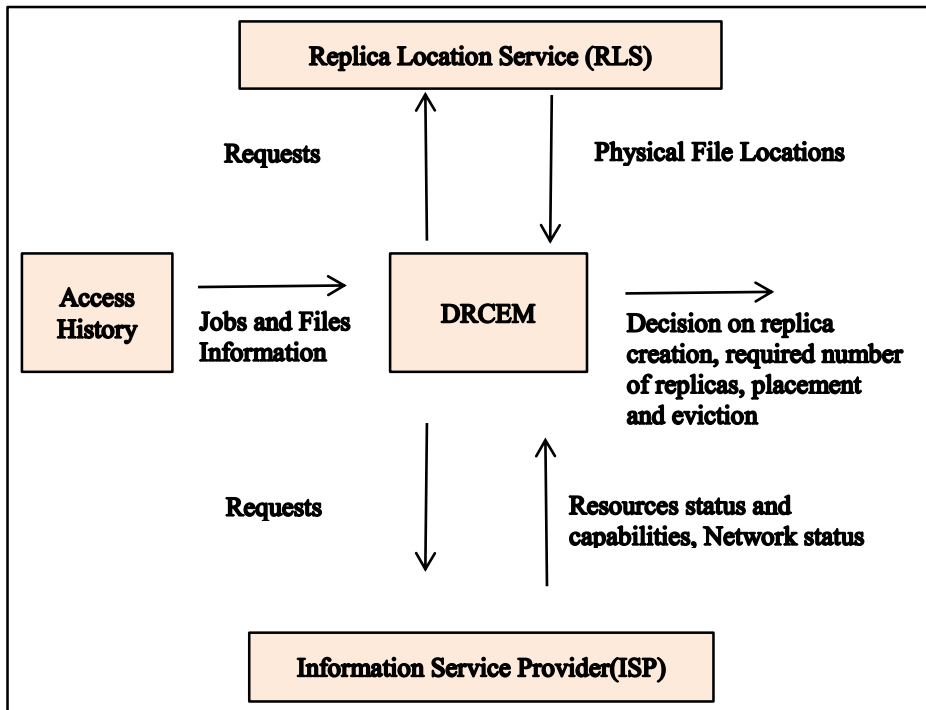 Replica Location Service (RLS)
Requests
Physical File Locations
Access
History
Jobs and Files
Information
DRCEM
Decision on replica
creation, required number
of replicas, placement
and eviction
Requests
Resources status and
capabilities, Network status
Information Service Provider(ISP)